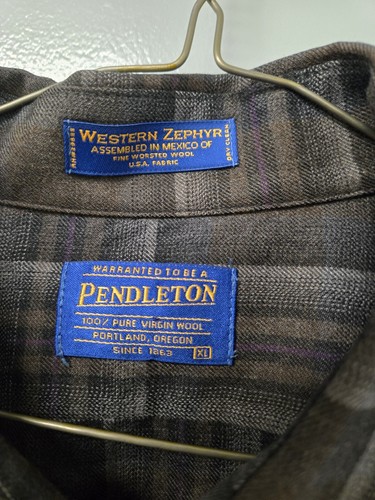 WESTERN ZEPHYR
ASSEMBLED IN MEXICO OF
FINE WORSTED WOOL
U.S.A. FABRIC
DRY CLEAN
WARRANTED TO BE A
PENDLETON
100% PURE VIRGIN WOOL
PORTLAND, OREGON
SINCE 1863
XL